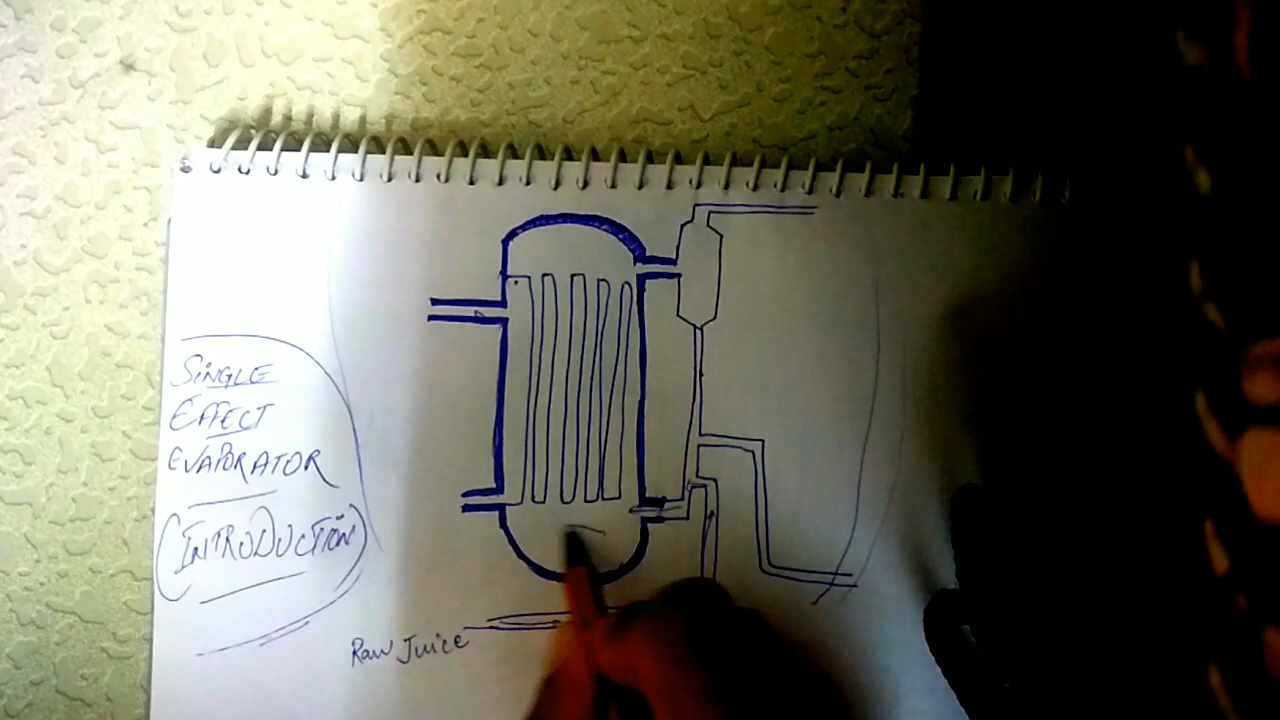 SINGLE
EFFECT
EVAPORATOR
(INTRODUCTION)
Raw Juice